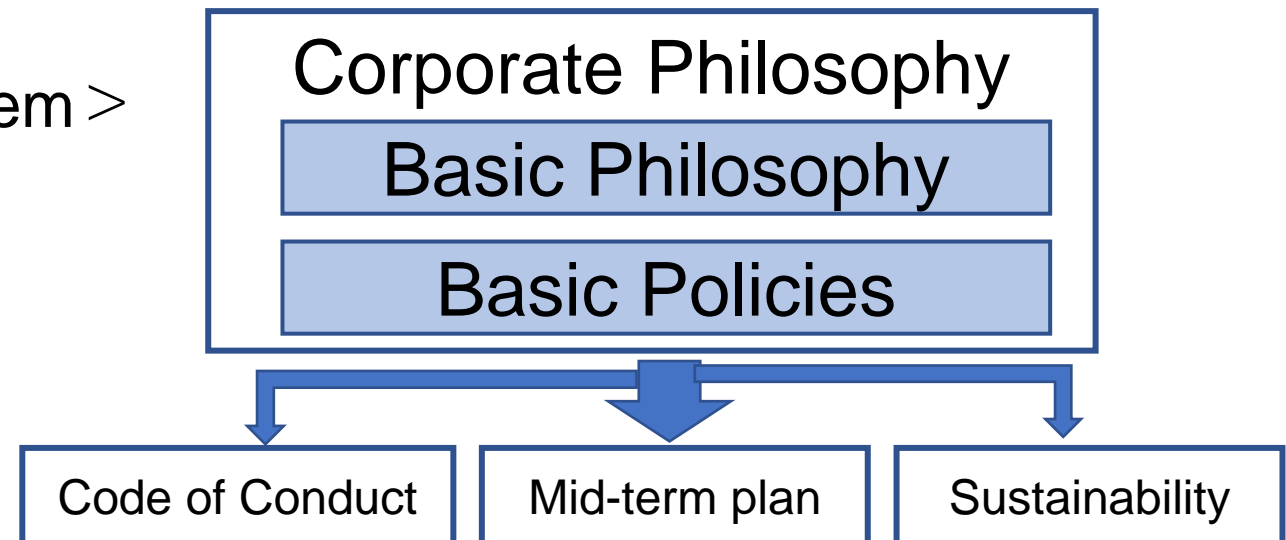 Corporate Philosophy
em >
Basic Philosophy
Basic Policies
Code of Conduct
Mid-term plan
Sustainability